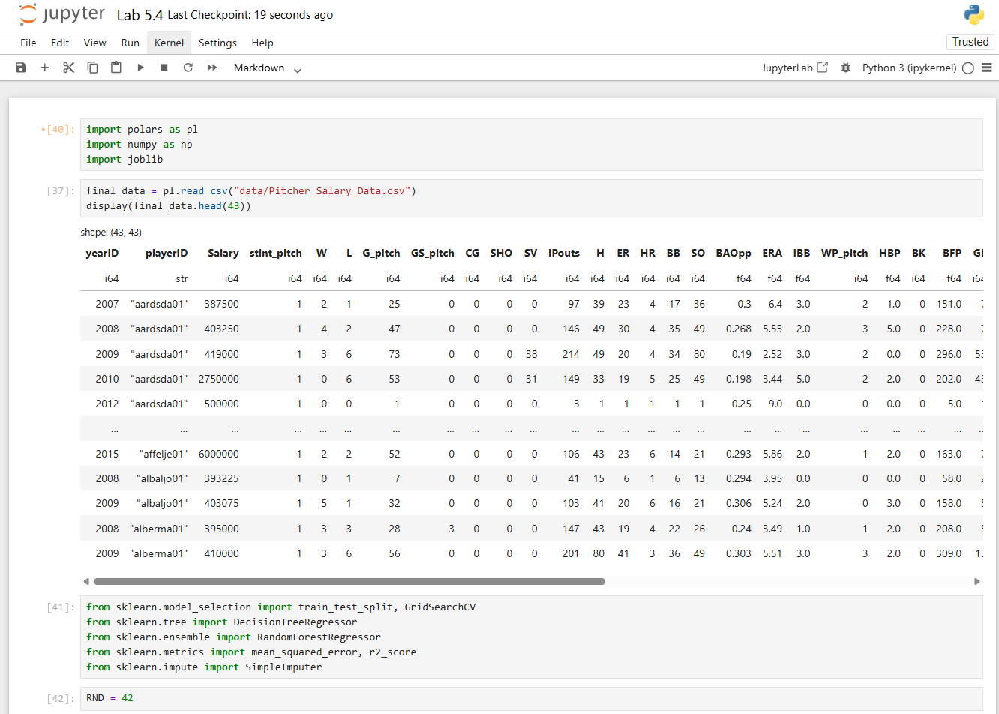 jupyter Lab 5.4 Last Checkpoint: 19 seconds ago
File Edit View Run Kernel Settings Help Trusted
Markdown JupyterLab Python 3 (ipykernel)
[40]: import polars as pl
import numpy as np
import joblib
[37]: final_data = pl.read_csv("data/Pitcher_Salary_Data.csv")
display(final_data.head(43))
shape: (43, 43)
yearID playerID Salary stint_pitch W L G_pitch GS_pitch CG SHO SV IPouts H ER HR BB SO BAOpp ERA IBB WP_pitch HBP BK BFP
i64 str i64 i64 i64 i64 i64 i64 i64 i64 i64 i64 i64 i64 i64 i64 i64 f64 f64 f64 i64 f64 i64 f64 i64
2007 "aardsda01" 387500 1 2 1 25 0 0 0 0 97 39 23 4 17 36 0.3 6.4 3.0 2 1.0 0 151.0
2008 "aardsda01" 403250 1 4 2 47 0 0 0 0 146 49 30 4 35 49 0.268 5.55 2.0 3 5.0 0 228.0
2009 "aardsda01" 419000 1 3 6 73 0 0 0 38 214 49 20 4 34 80 0.19 2.52 3.0 2 0.0 0 296.0 53
2010 "aardsda01" 2750000 1 0 6 53 0 0 0 31 149 33 19 5 25 49 0.198 3.44 5.0 2 2.0 0 202.0 43
2012 "aardsda01" 500000 1 0 0 1 0 0 0 0 3 1 1 1 1 1 0.25 9.0 0.0 0 0.0 0 5.0
... ... ... ... ... ... ... ... ... ... ... ... ... ... ... ... ... ... ... ... ... ... ... ... ...
2015 "affelje01" 6000000 1 2 2 52 0 0 0 0 106 43 23 6 14 21 0.293 5.86 2.0 1 2.0 0 163.0
2008 "albaljo01" 393225 1 0 1 7 0 0 0 0 41 15 6 1 6 13 0.294 3.95 0.0 0 0.0 0 58.0
2009 "albaljo01" 403075 1 5 1 32 0 0 0 0 103 41 20 6 16 21 0.306 5.24 2.0 0 3.0 0 158.0
2008 "alberma01" 395000 1 3 3 28 3 0 0 0 147 43 19 4 22 26 0.24 3.49 1.0 1 2.0 0 208.0
2009 "alberma01" 410000 1 3 6 56 0 0 0 0 201 80 41 3 36 49 0.303 5.51 3.0 3 2.0 0 309.0 13
[41]: from sklearn.model_selection import train_test_split, GridSearchCV
from sklearn.tree import DecisionTreeRegressor
from sklearn.ensemble import RandomForestRegressor
from sklearn.metrics import mean_squared_error, r2_score
from sklearn.impute import SimpleImputer
[42]: RND = 42